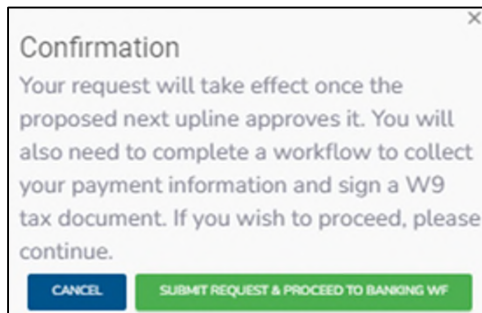 ×
Confirmation
Your request will take effect once the
proposed next upline approves it. You will
also need to complete a workflow to collect
your payment information and sign a W9
tax document. If you wish to proceed, please
continue.
CANCEL SUBMIT REQUEST & PROCEED TO BANKING WF